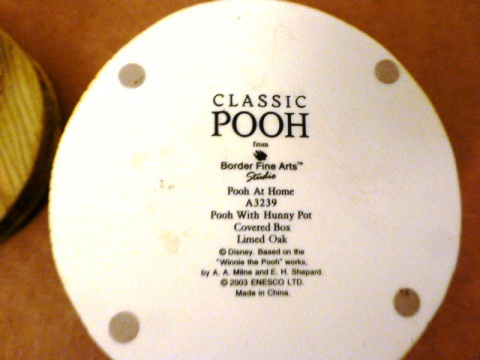 CLASSIC
POOH
from
Border Fine Arts™
Studio
Pooh At Home
A3239
Pooh With Hunny Pot
Covered Box
Limed Oak
© Disney. Based on the
"Winnie the Pooh" works,
by A. A. Milne and E. H. Shepard.
© 2003 ENESCO LTD.
Made in China.